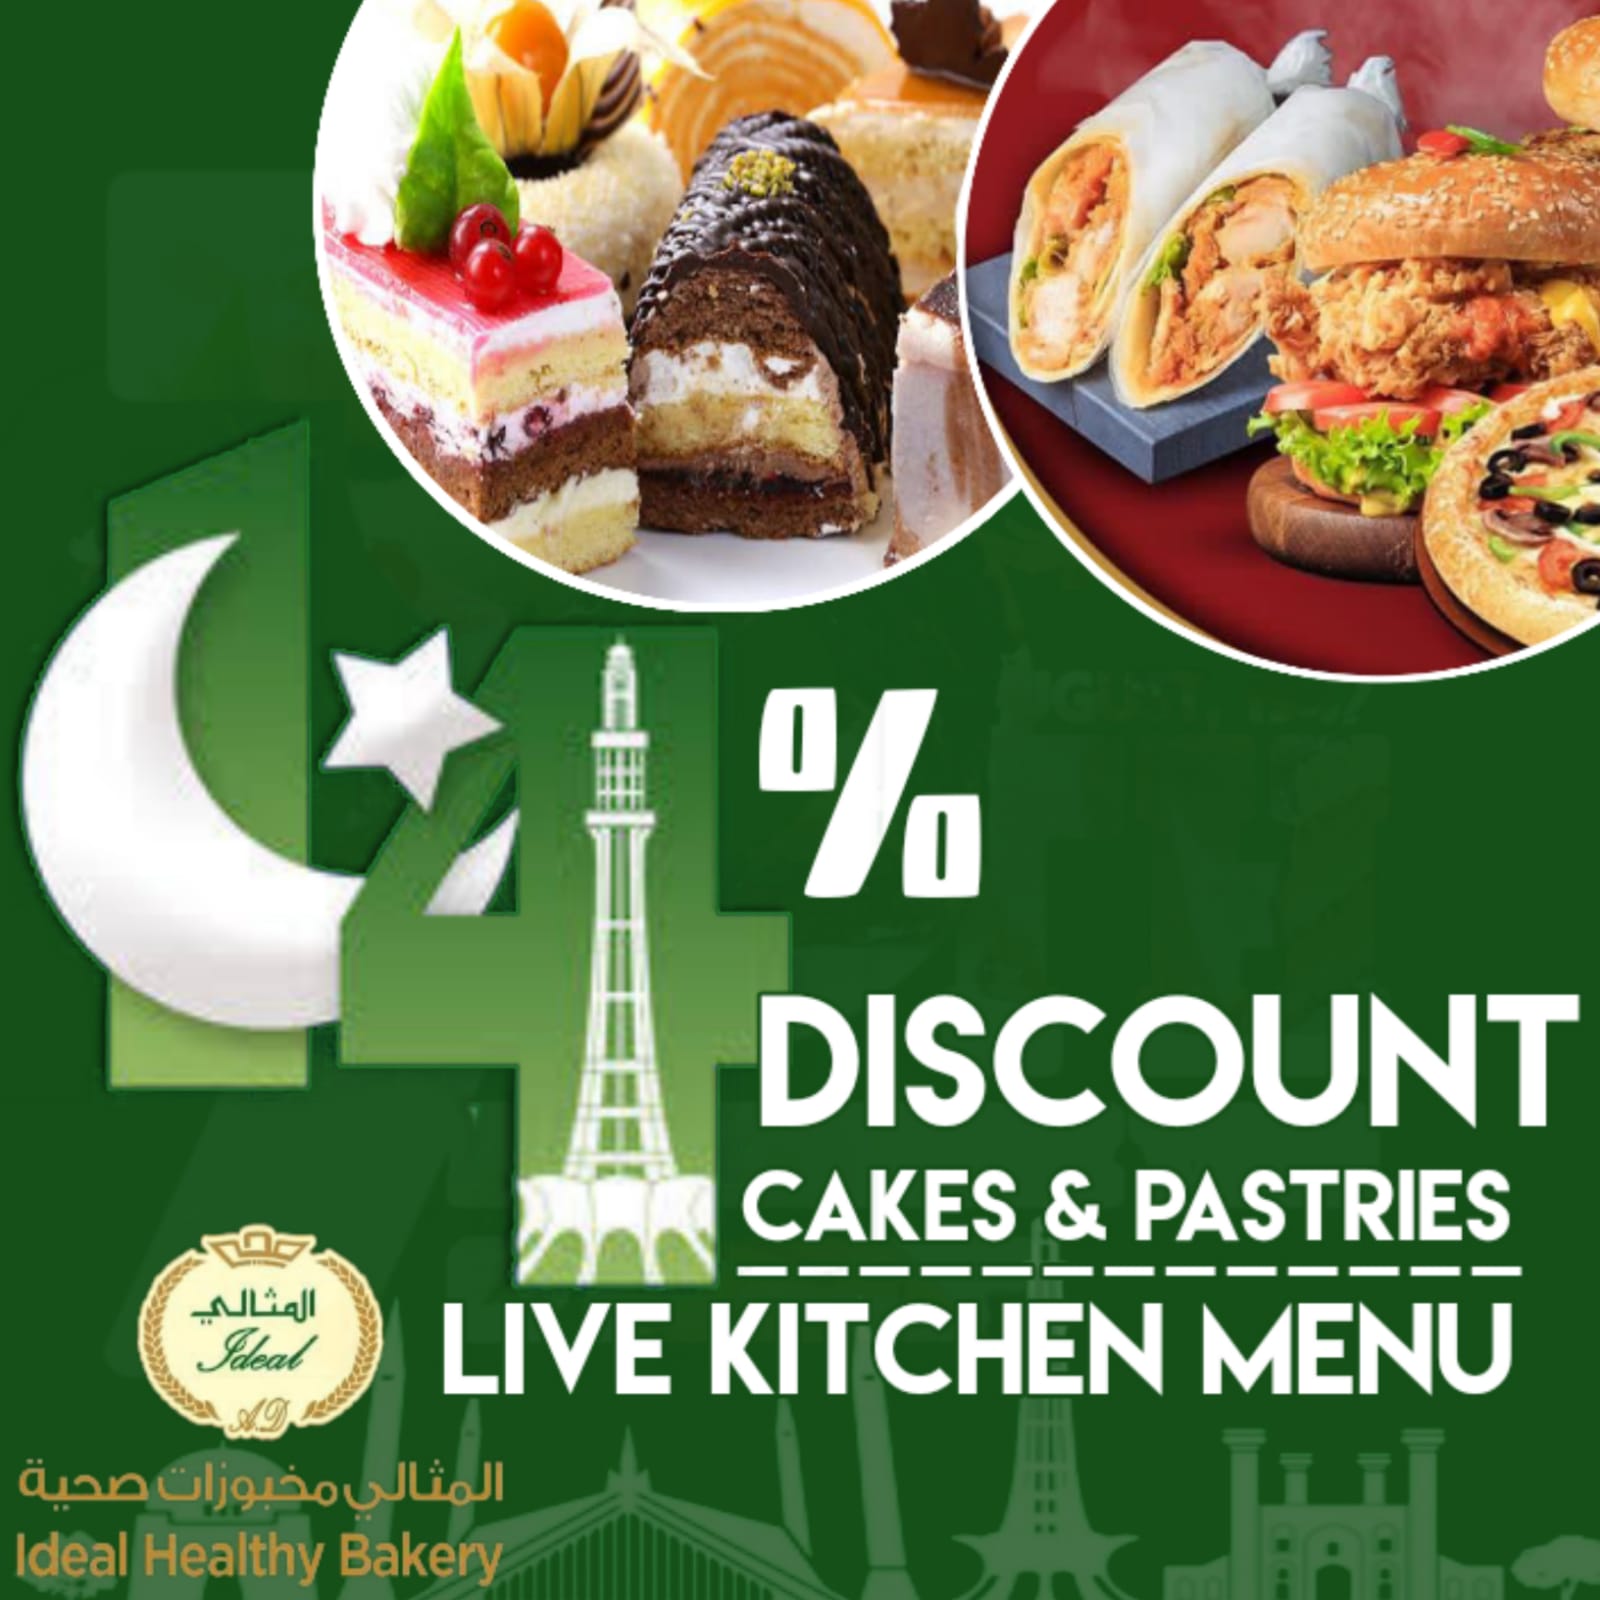 14%
DISCOUNT
CAKES & PASTRIES
LIVE KITCHEN MENU
المثالي
Ideal
A.D
المثالي مخبوزات صحية
Ideal Healthy Bakery